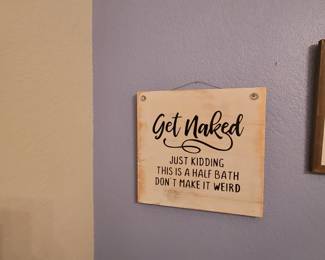 Get Naked
JUST KIDDING
THIS IS A HALF BATH
DON'T MAKE IT WEIRD